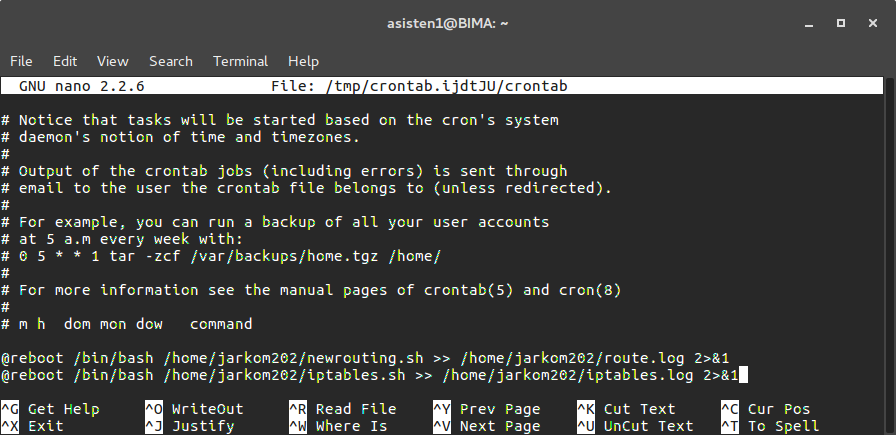 asisten1@BIMA: ~
File Edit View Search Terminal Help
GNU nano 2.2.6 File: /tmp/crontab.ijdtJU/crontab
# Notice that tasks will be started based on the cron's system
# daemon's notion of time and timezones.
#
# Output of the crontab jobs (including errors) is sent through
# email to the user the crontab file belongs to (unless redirected).
#
# For example, you can run a backup of all your user accounts
# at 5 a.m every week with:
# 0 5 * * 1 tar -zcf /var/backups/home.tgz /home/
#
# For more information see the manual pages of crontab(5) and cron(8)
#
# m h  dom mon dow   command
@reboot /bin/bash /home/jarkom202/newrouting.sh >> /home/jarkom202/route.log 2>&1
@reboot /bin/bash /home/jarkom202/iptables.sh >> /home/jarkom202/iptables.log 2>&1
^G Get Help ^O WriteOut ^R Read File ^Y Prev Page ^K Cut Text ^C Cur Pos
^X Exit ^J Justify ^W Where Is ^V Next Page ^U UnCut Text ^T To Spell